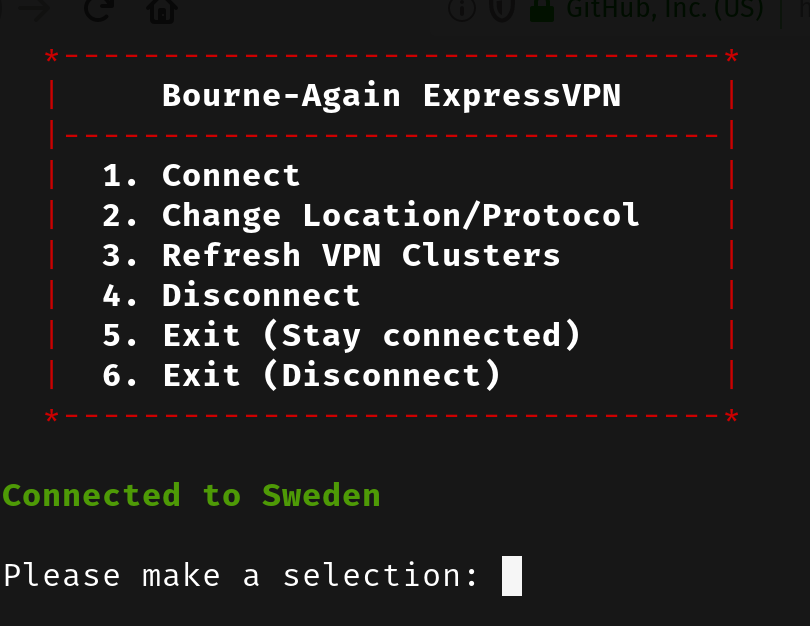 GitHub, Inc. (US)
*---------------------------------*
| Bourne-Again ExpressVPN |
|---------------------------------|
| 1. Connect |
| 2. Change Location/Protocol |
| 3. Refresh VPN Clusters |
| 4. Disconnect |
| 5. Exit (Stay connected) |
| 6. Exit (Disconnect) |
*---------------------------------*
Connected to Sweden
Please make a selection: